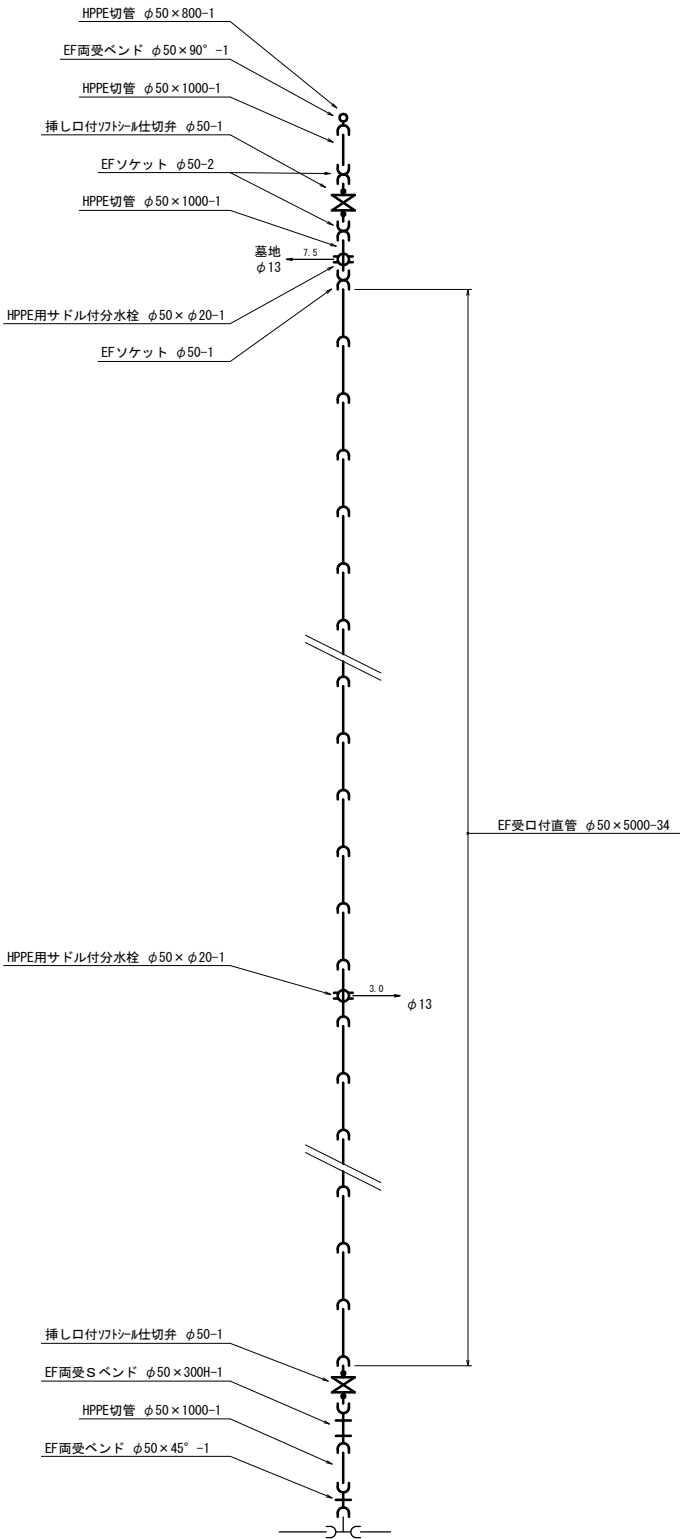 HPPE切管 φ50×800-1
EF両受ベンド φ50×90°-1
HPPE切管 φ50×1000-1
挿し口付ｿﾌﾄｼｰﾙ仕切弁 φ50-1
EFソケット φ50-2
HPPE切管 φ50×1000-1
墓地
φ13
7.5
HPPE用サドル付分水栓 φ50×φ20-1
EFソケット φ50-1
EF受口付直管 φ50×5000-34
HPPE用サドル付分水栓 φ50×φ20-1
3.0
φ13
挿し口付ｿﾌﾄｼｰﾙ仕切弁 φ50-1
EF両受Ｓベンド φ50×300H-1
HPPE切管 φ50×1000-1
EF両受ベンド φ50×45°-1